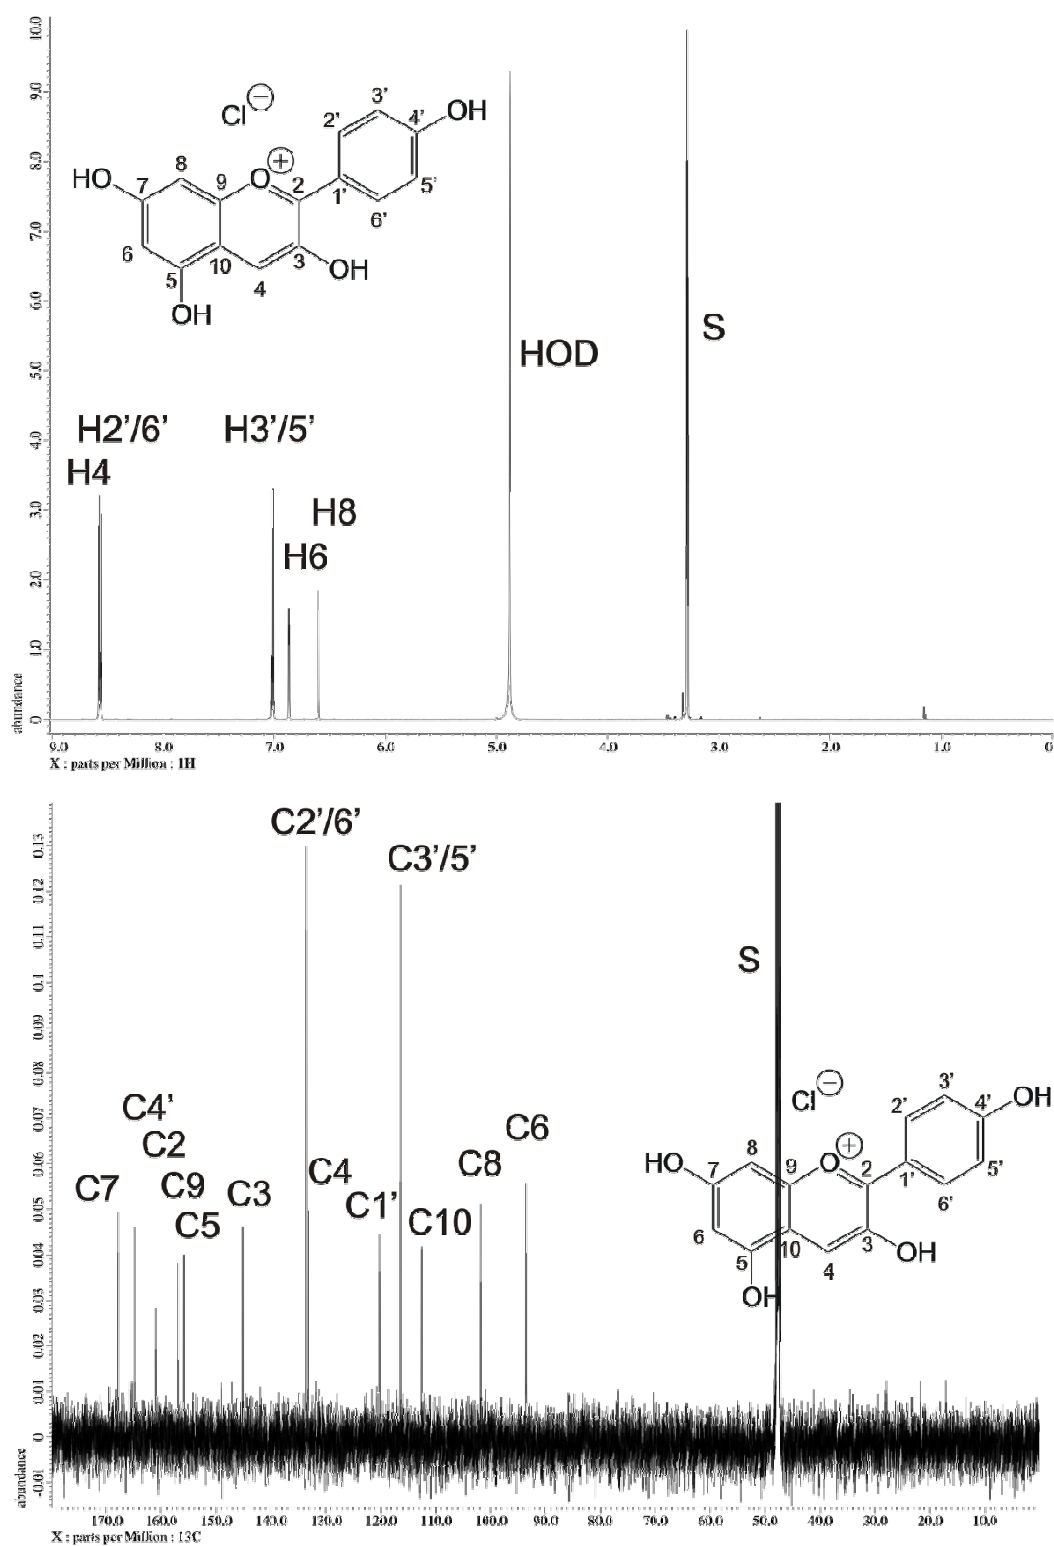 10.0
9.0
8.0
7.0
6.0
5.0
4.0
3.0
2.0
1.0
0
abundance
Cl −
3'
2' 4' OH
8 +
HO 7 9 O 2 1' 5'
6'
6 10 3 OH
5 4
OH
S
HOD
H2'/6' H3'/5'
H4
H8
H6
9.0 8.0 7.0 6.0 5.0 4.0 3.0 2.0 1.0 0
X : parts per Million : 1H
C2'/6'
C3'/5'
S
0.13
0.12
0.11
0.1
0.09
0.08
0.07
0.06
0.05
0.04
0.03
0.02
0.01
0
-0.01
abundance
C4'
C2
C9
C7 C3
C5
C4
C1'
C10
C8
C6
Cl −
3'
2' 4' OH
8 +
HO 7 9 O 2 1' 5'
6'
6 10 3 OH
5 4
OH
170.0 160.0 150.0 140.0 130.0 120.0 110.0 100.0 90.0 80.0 70.0 60.0 50.0 40.0 30.0 20.0 10.0
X : parts per Million : 13C